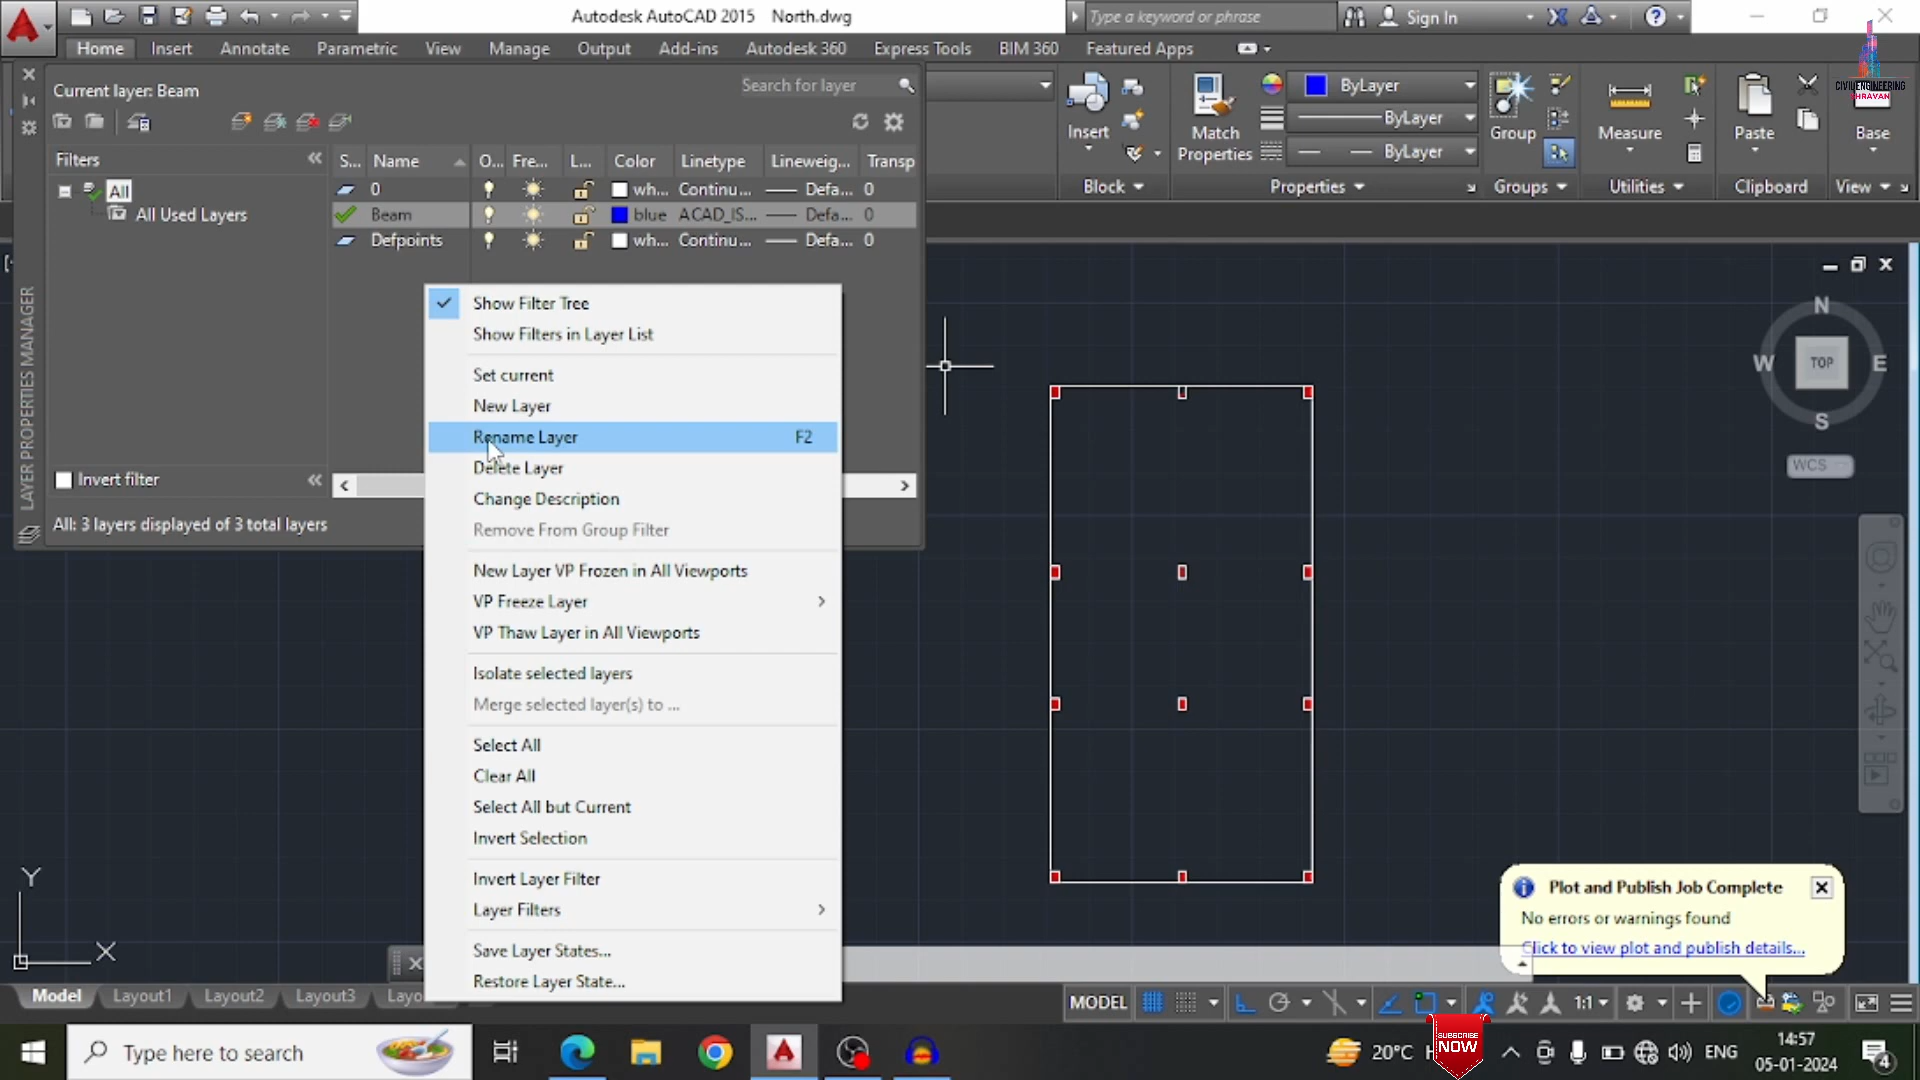 Autodesk AutoCAD 2015 North.dwg
Type a keyword or phrase
Sign In
Home Insert Annotate Parametric View Manage Output Add-ins Autodesk 360 Express Tools BIM 360 Featured Apps
CIVILENGINEERING
Current layer: Beam
Search for layer
Filters
S... Name O... Fre... L... Color Linetype Lineweig... Transp
All
All Used Layers
0 wh... Continu... Defa... 0
Beam blue ACAD_IS... Defa... 0
Defpoints wh... Continu... Defa... 0
Invert filter
All: 3 layers displayed of 3 total layers
LAYER PROPERTIES MANAGER
Insert
Block
Match
Properties
ByLayer
ByLayer
ByLayer
Properties
Group
Groups
Measure
Utilities
Paste
Clipboard
Base
View
Show Filter Tree
Show Filters in Layer List
Set current
New Layer
Rename Layer F2
Delete Layer
Change Description
Remove From Group Filter
New Layer VP Frozen in All Viewports
VP Freeze Layer
VP Thaw Layer in All Viewports
Isolate selected layers
Merge selected layer(s) to ...
Select All
Clear All
Select All but Current
Invert Selection
Invert Layer Filter
Layer Filters
Save Layer States...
Restore Layer State...
N
W TOP E
S
WCS
Y
X
Plot and Publish Job Complete
No errors or warnings found
Click to view plot and publish details...
Model Layout1 Layout2 Layout3
MODEL 1:1
Type here to search
20°C
SUBSCRIBE
NOW
ENG
14:57
05-01-2024
4